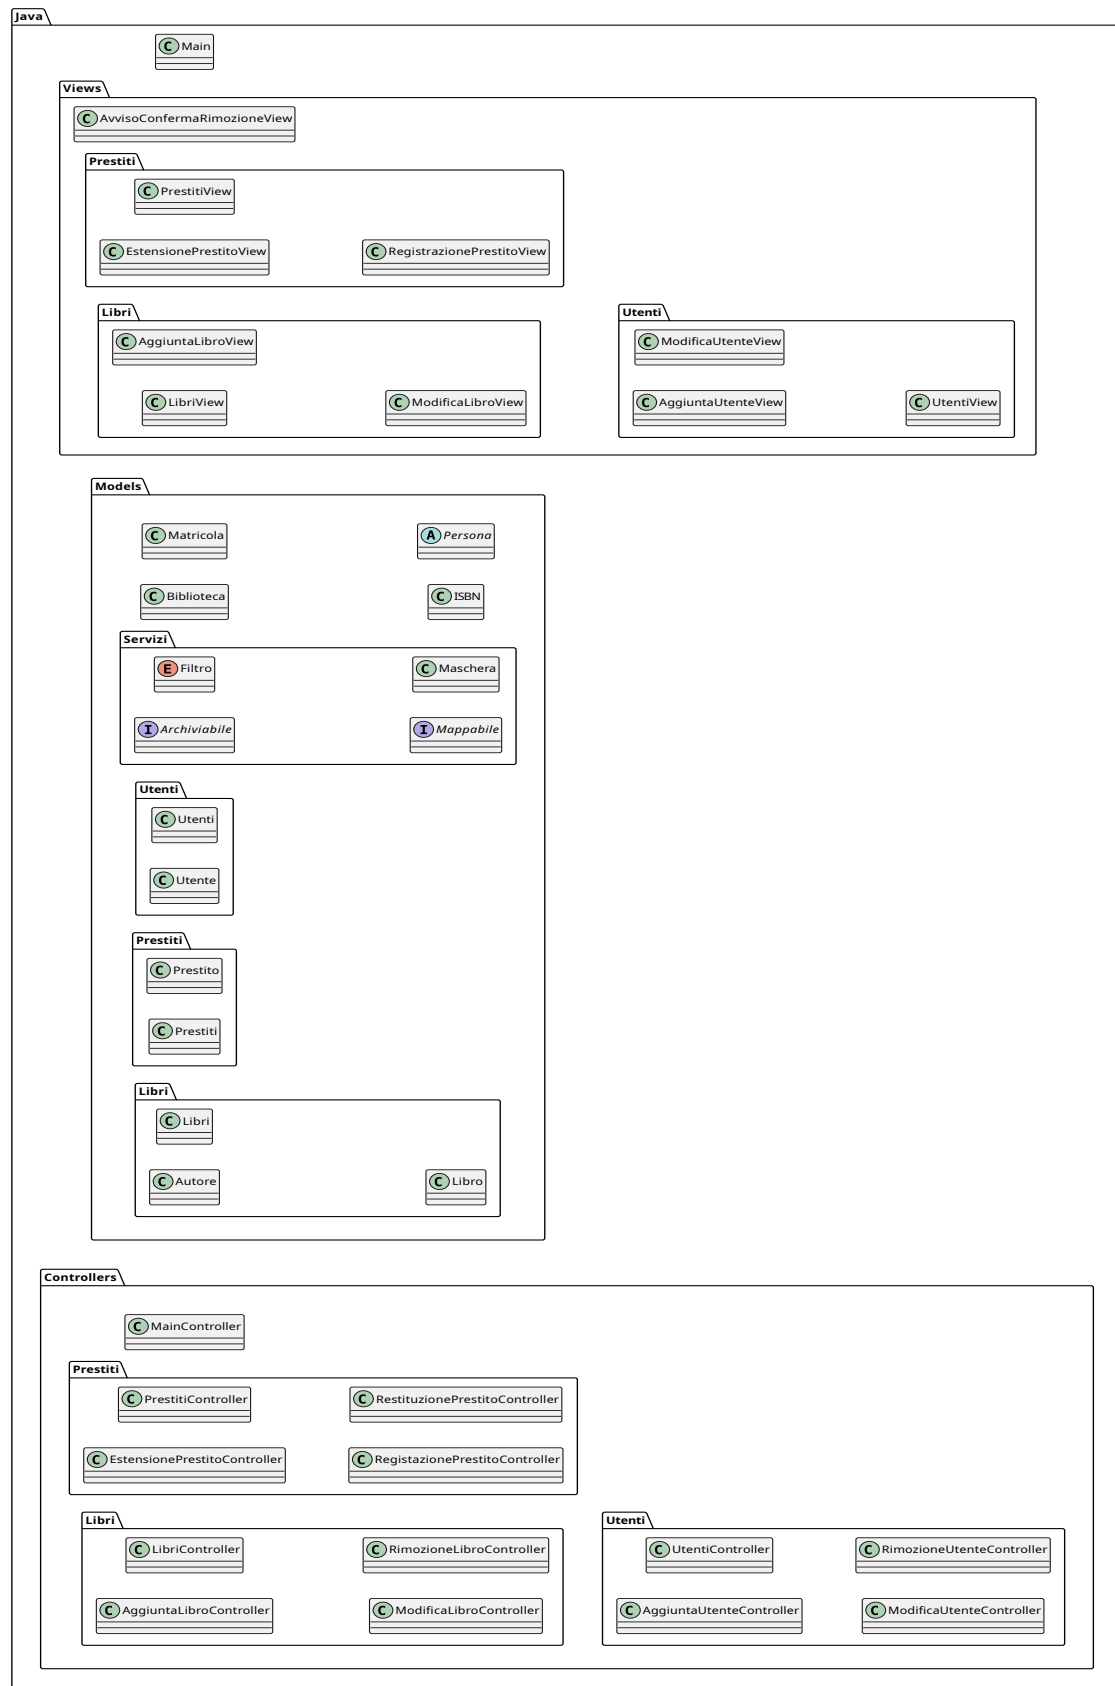 Java
C Main
Views
C AvvisoConfermaRimozioneView
Prestiti
C PrestitiView
C EstensionePrestitoView
C RegistrazionePrestitoView
Libri
C AggiuntaLibroView
C LibriView
C ModificaLibroView
Utenti
C ModificaUtenteView
C AggiuntaUtenteView
C UtentiView
Models
C Matricola
A Persona
C Biblioteca
C ISBN
Servizi
E Filtro
C Maschera
I Archiviabile
I Mappabile
Utenti
C Utenti
C Utente
Prestiti
C Prestito
C Prestiti
Libri
C Libri
C Autore
C Libro
Controllers
C MainController
Prestiti
C PrestitiController
C RestituzionePrestitoController
C EstensionePrestitoController
C RegistazionePrestitoController
Libri
C LibriController
C RimozioneLibroController
C AggiuntaLibroController
C ModificaLibroController
Utenti
C UtentiController
C RimozioneUtenteController
C AggiuntaUtenteController
C ModificaUtenteController